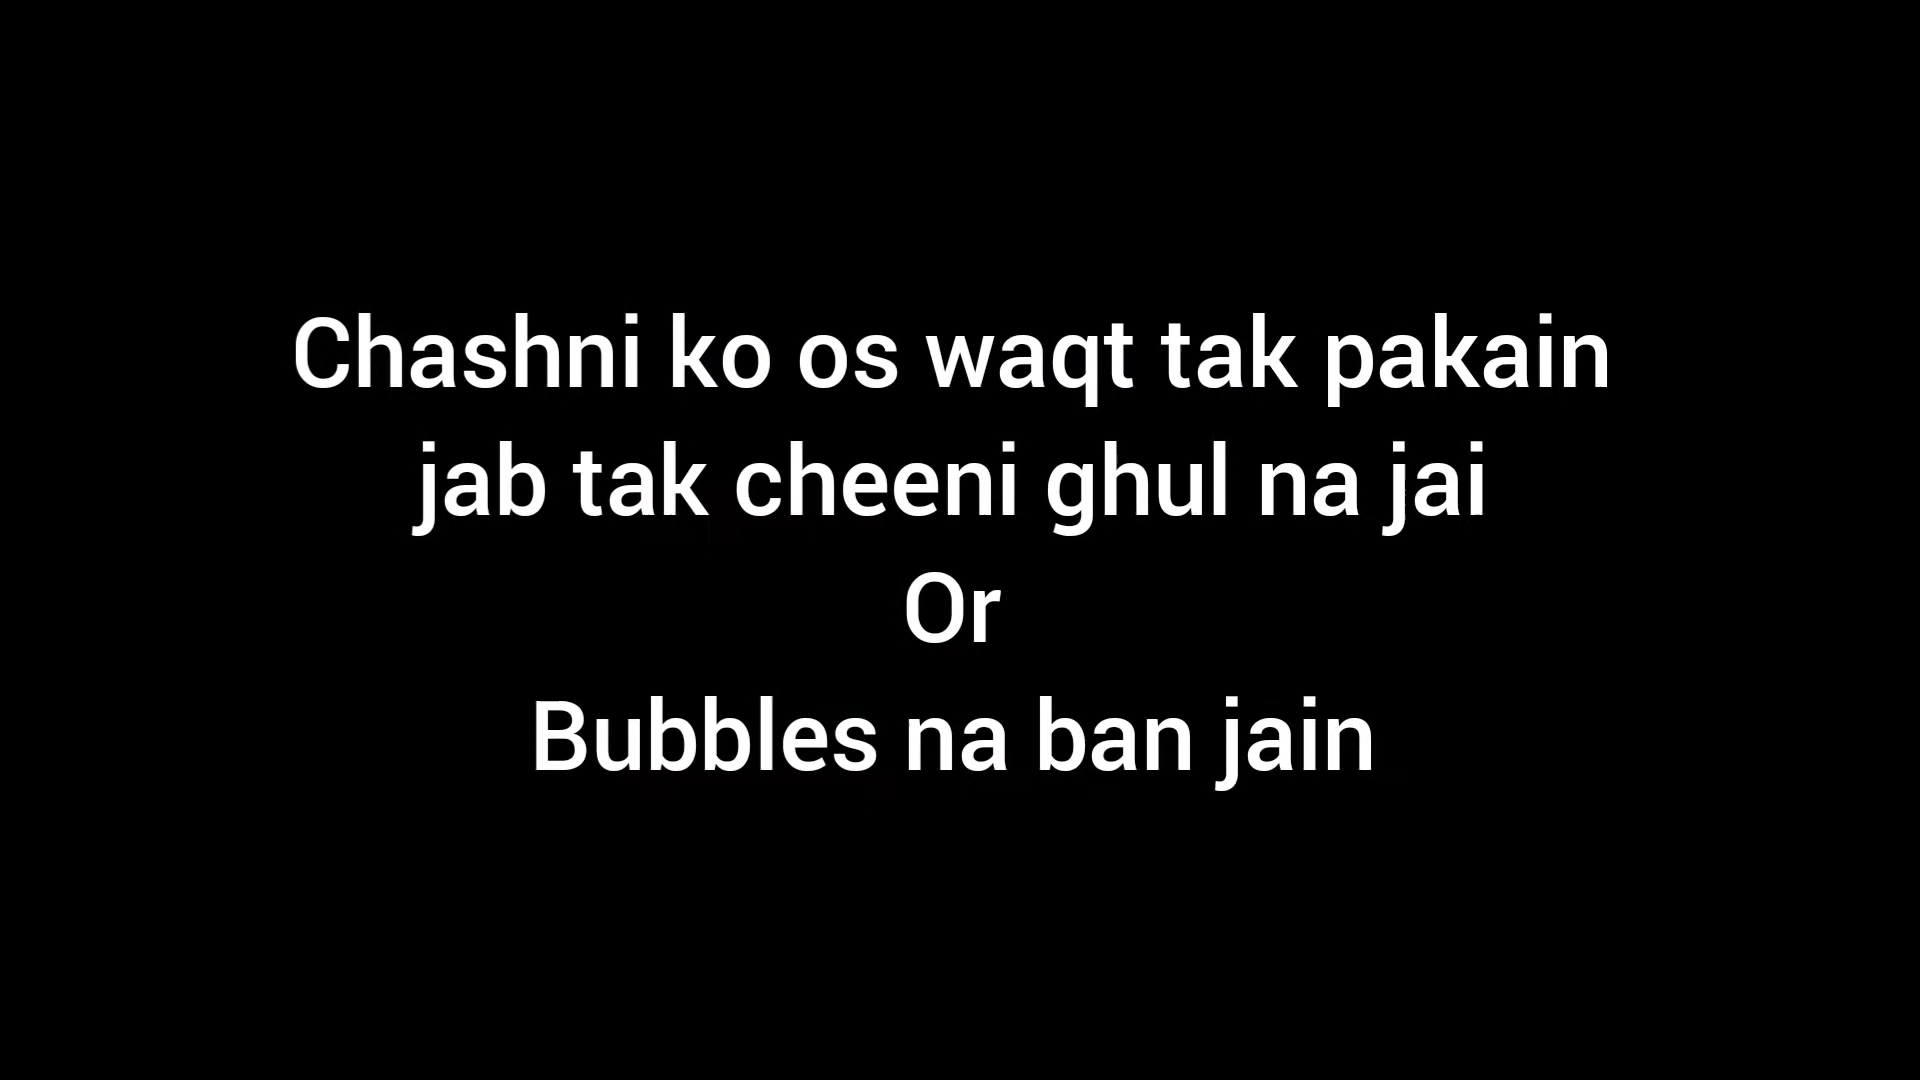 Chashni ko os waqt tak pakain
jab tak cheeni ghul na jai
Or
Bubbles na ban jain